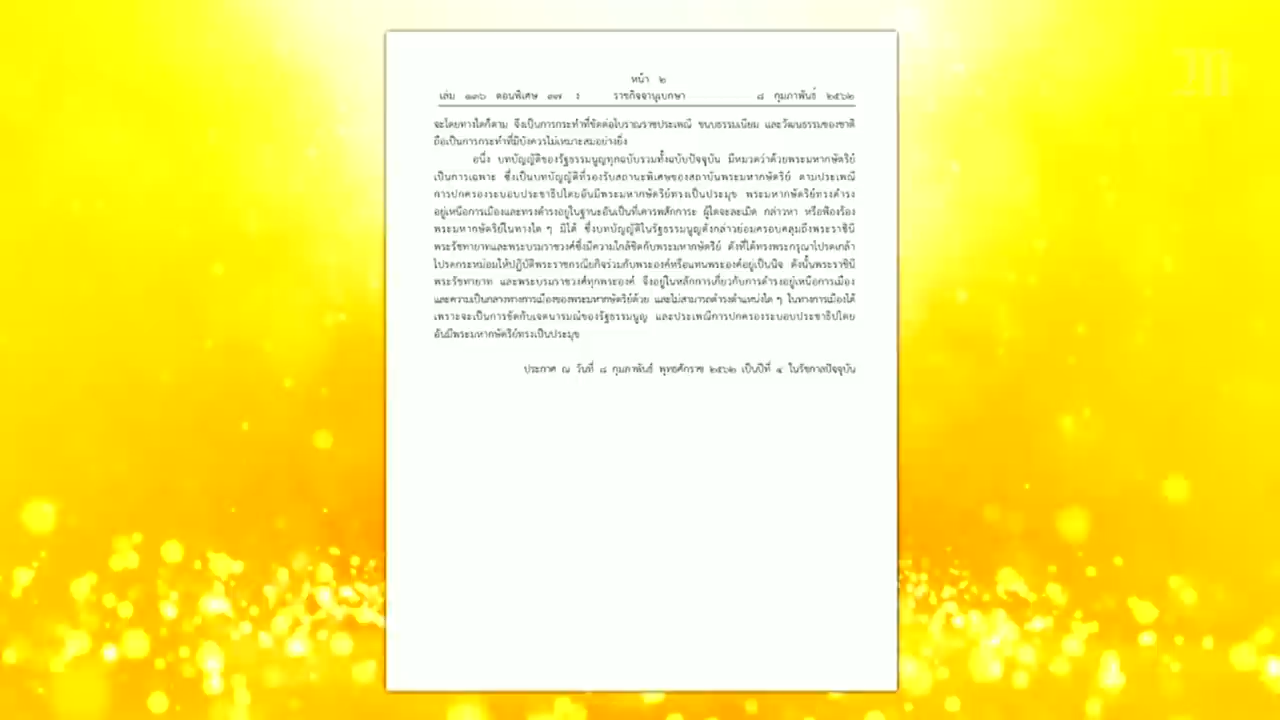 หน้า ๒
เล่ม ๑๓๖ ตอนพิเศษ ๓๗ ง ราชกิจจานุเบกษา ๘ กุมภาพันธ์ ๒๕๖๒
จะโดยทางใดก็ตาม จึงเป็นการกระทำที่ขัดต่อโบราณราชประเพณี ขนบธรรมเนียม และวัฒนธรรมของชาติ
ถือเป็นการกระทำที่มิบังควรไม่เหมาะสมอย่างยิ่ง
อนึ่ง บทบัญญัติของรัฐธรรมนูญทุกฉบับรวมทั้งฉบับปัจจุบัน มีหมวดว่าด้วยพระมหากษัตริย์
เป็นการเฉพาะ ซึ่งเป็นบทบัญญัติที่รองรับสถานะพิเศษของสถาบันพระมหากษัตริย์ ตามประเพณี
การปกครองระบอบประชาธิปไตยอันมีพระมหากษัตริย์ทรงเป็นประมุข พระมหากษัตริย์ทรงดำรง
อยู่เหนือการเมืองและทรงดำรงอยู่ในฐานะอันเป็นที่เคารพสักการะ ผู้ใดจะละเมิด กล่าวหา หรือฟ้องร้อง
พระมหากษัตริย์ในทางใด ๆ มิได้ ซึ่งบทบัญญัติในรัฐธรรมนูญดังกล่าวย่อมครอบคลุมถึงพระราชินี
พระรัชทายาทและพระบรมราชวงศ์ซึ่งมีความใกล้ชิดกับพระมหากษัตริย์ ดังที่ได้ทรงพระกรุณาโปรดเกล้า
โปรดกระหม่อมให้ปฏิบัติพระราชกรณียกิจร่วมกับพระองค์หรือแทนพระองค์อยู่เป็นนิจ ดังนั้นพระราชินี
พระรัชทายาท และพระบรมราชวงศ์ทุกพระองค์ จึงอยู่ในหลักการเกี่ยวกับการดำรงอยู่เหนือการเมือง
และความเป็นกลางทางการเมืองของพระมหากษัตริย์ด้วย และไม่สามารถดำรงตำแหน่งใด ๆ ในทางการเมืองได้
เพราะจะเป็นการขัดกับเจตนารมณ์ของรัฐธรรมนูญ และประเพณีการปกครองระบอบประชาธิปไตย
อันมีพระมหากษัตริย์ทรงเป็นประมุข
ประกาศ ณ วันที่ ๘ กุมภาพันธ์ พุทธศักราช ๒๕๖๒ เป็นปีที่ ๔ ในรัชกาลปัจจุบัน